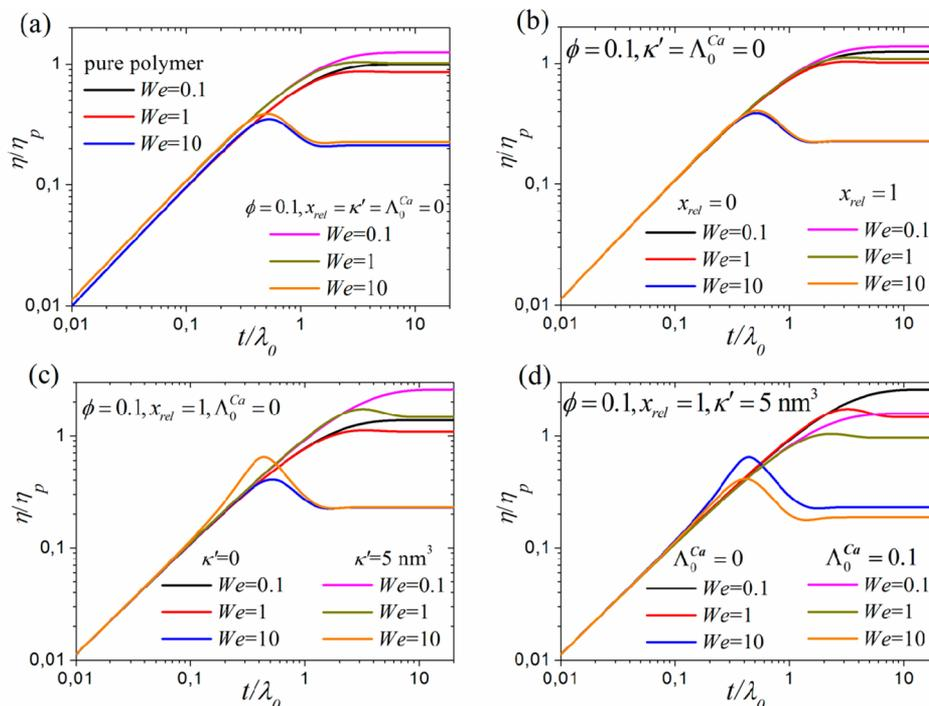 (a)
η/η_p
1
0,1
0,01
pure polymer
We=0.1
We=1
We=10
ϕ=0.1, x_rel = κ′ = Λ_0^Ca = 0
We=0.1
We=1
We=10
0,01 0,1 1 10
t/λ_0
(b)
η/η_p
1
0,1
0,01
ϕ=0.1, κ′ = Λ_0^Ca = 0
x_rel = 0 x_rel = 1
We=0.1 We=0.1
We=1 We=1
We=10 We=10
0,01 0,1 1 10
t/λ_0
(c)
η/η_p
1
0,1
0,01
ϕ=0.1, x_rel = 1, Λ_0^Ca = 0
κ′=0 κ′=5 nm³
We=0.1 We=0.1
We=1 We=1
We=10 We=10
0,01 0,1 1 10
t/λ_0
(d)
η/η_p
1
0,1
0,01
ϕ=0.1, x_rel = 1, κ′ = 5 nm³
Λ_0^Ca = 0 Λ_0^Ca = 0.1
We=0.1 We=0.1
We=1 We=1
We=10 We=10
0,01 0,1 1 10
t/λ_0